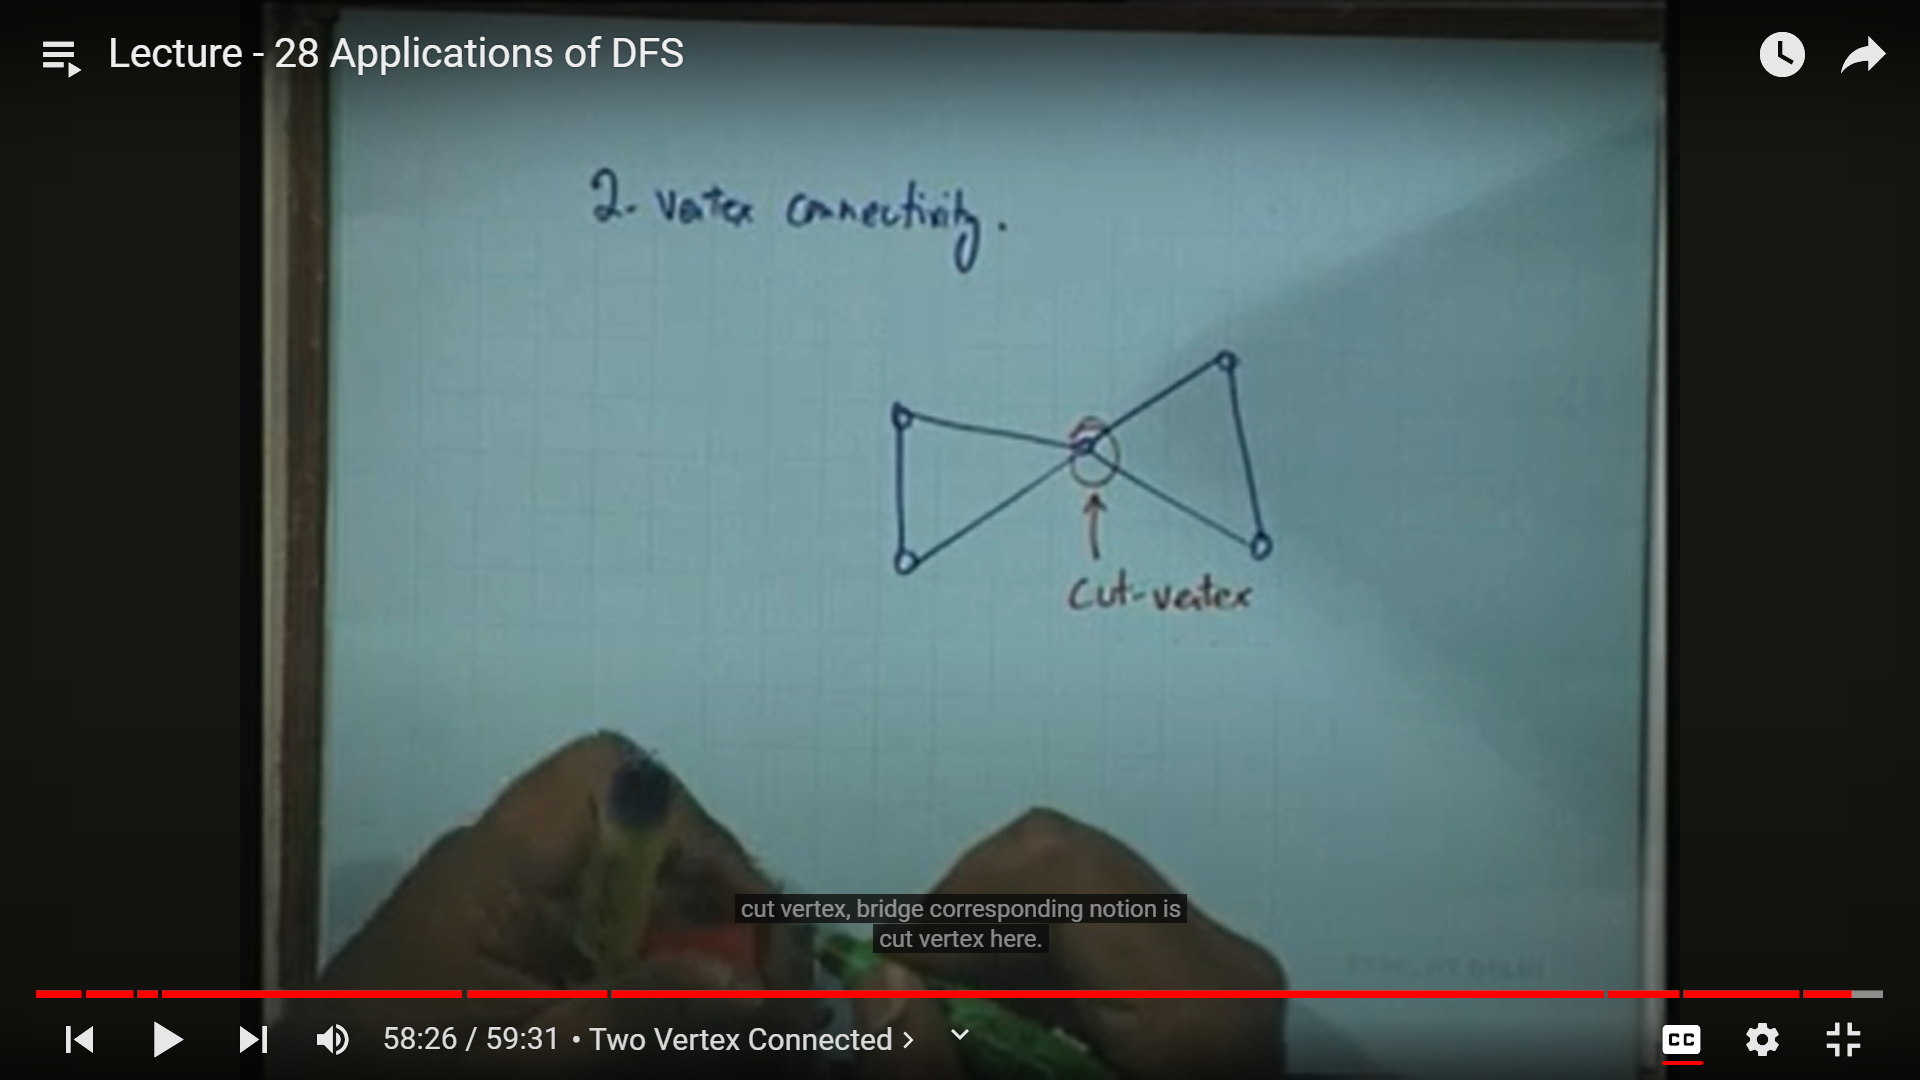 Lecture - 28 Applications of DFS
2- vertex connectivity.
Cut-vertex
cut vertex, bridge corresponding notion is
cut vertex here.
58:26 / 59:31 • Two Vertex Connected
CC